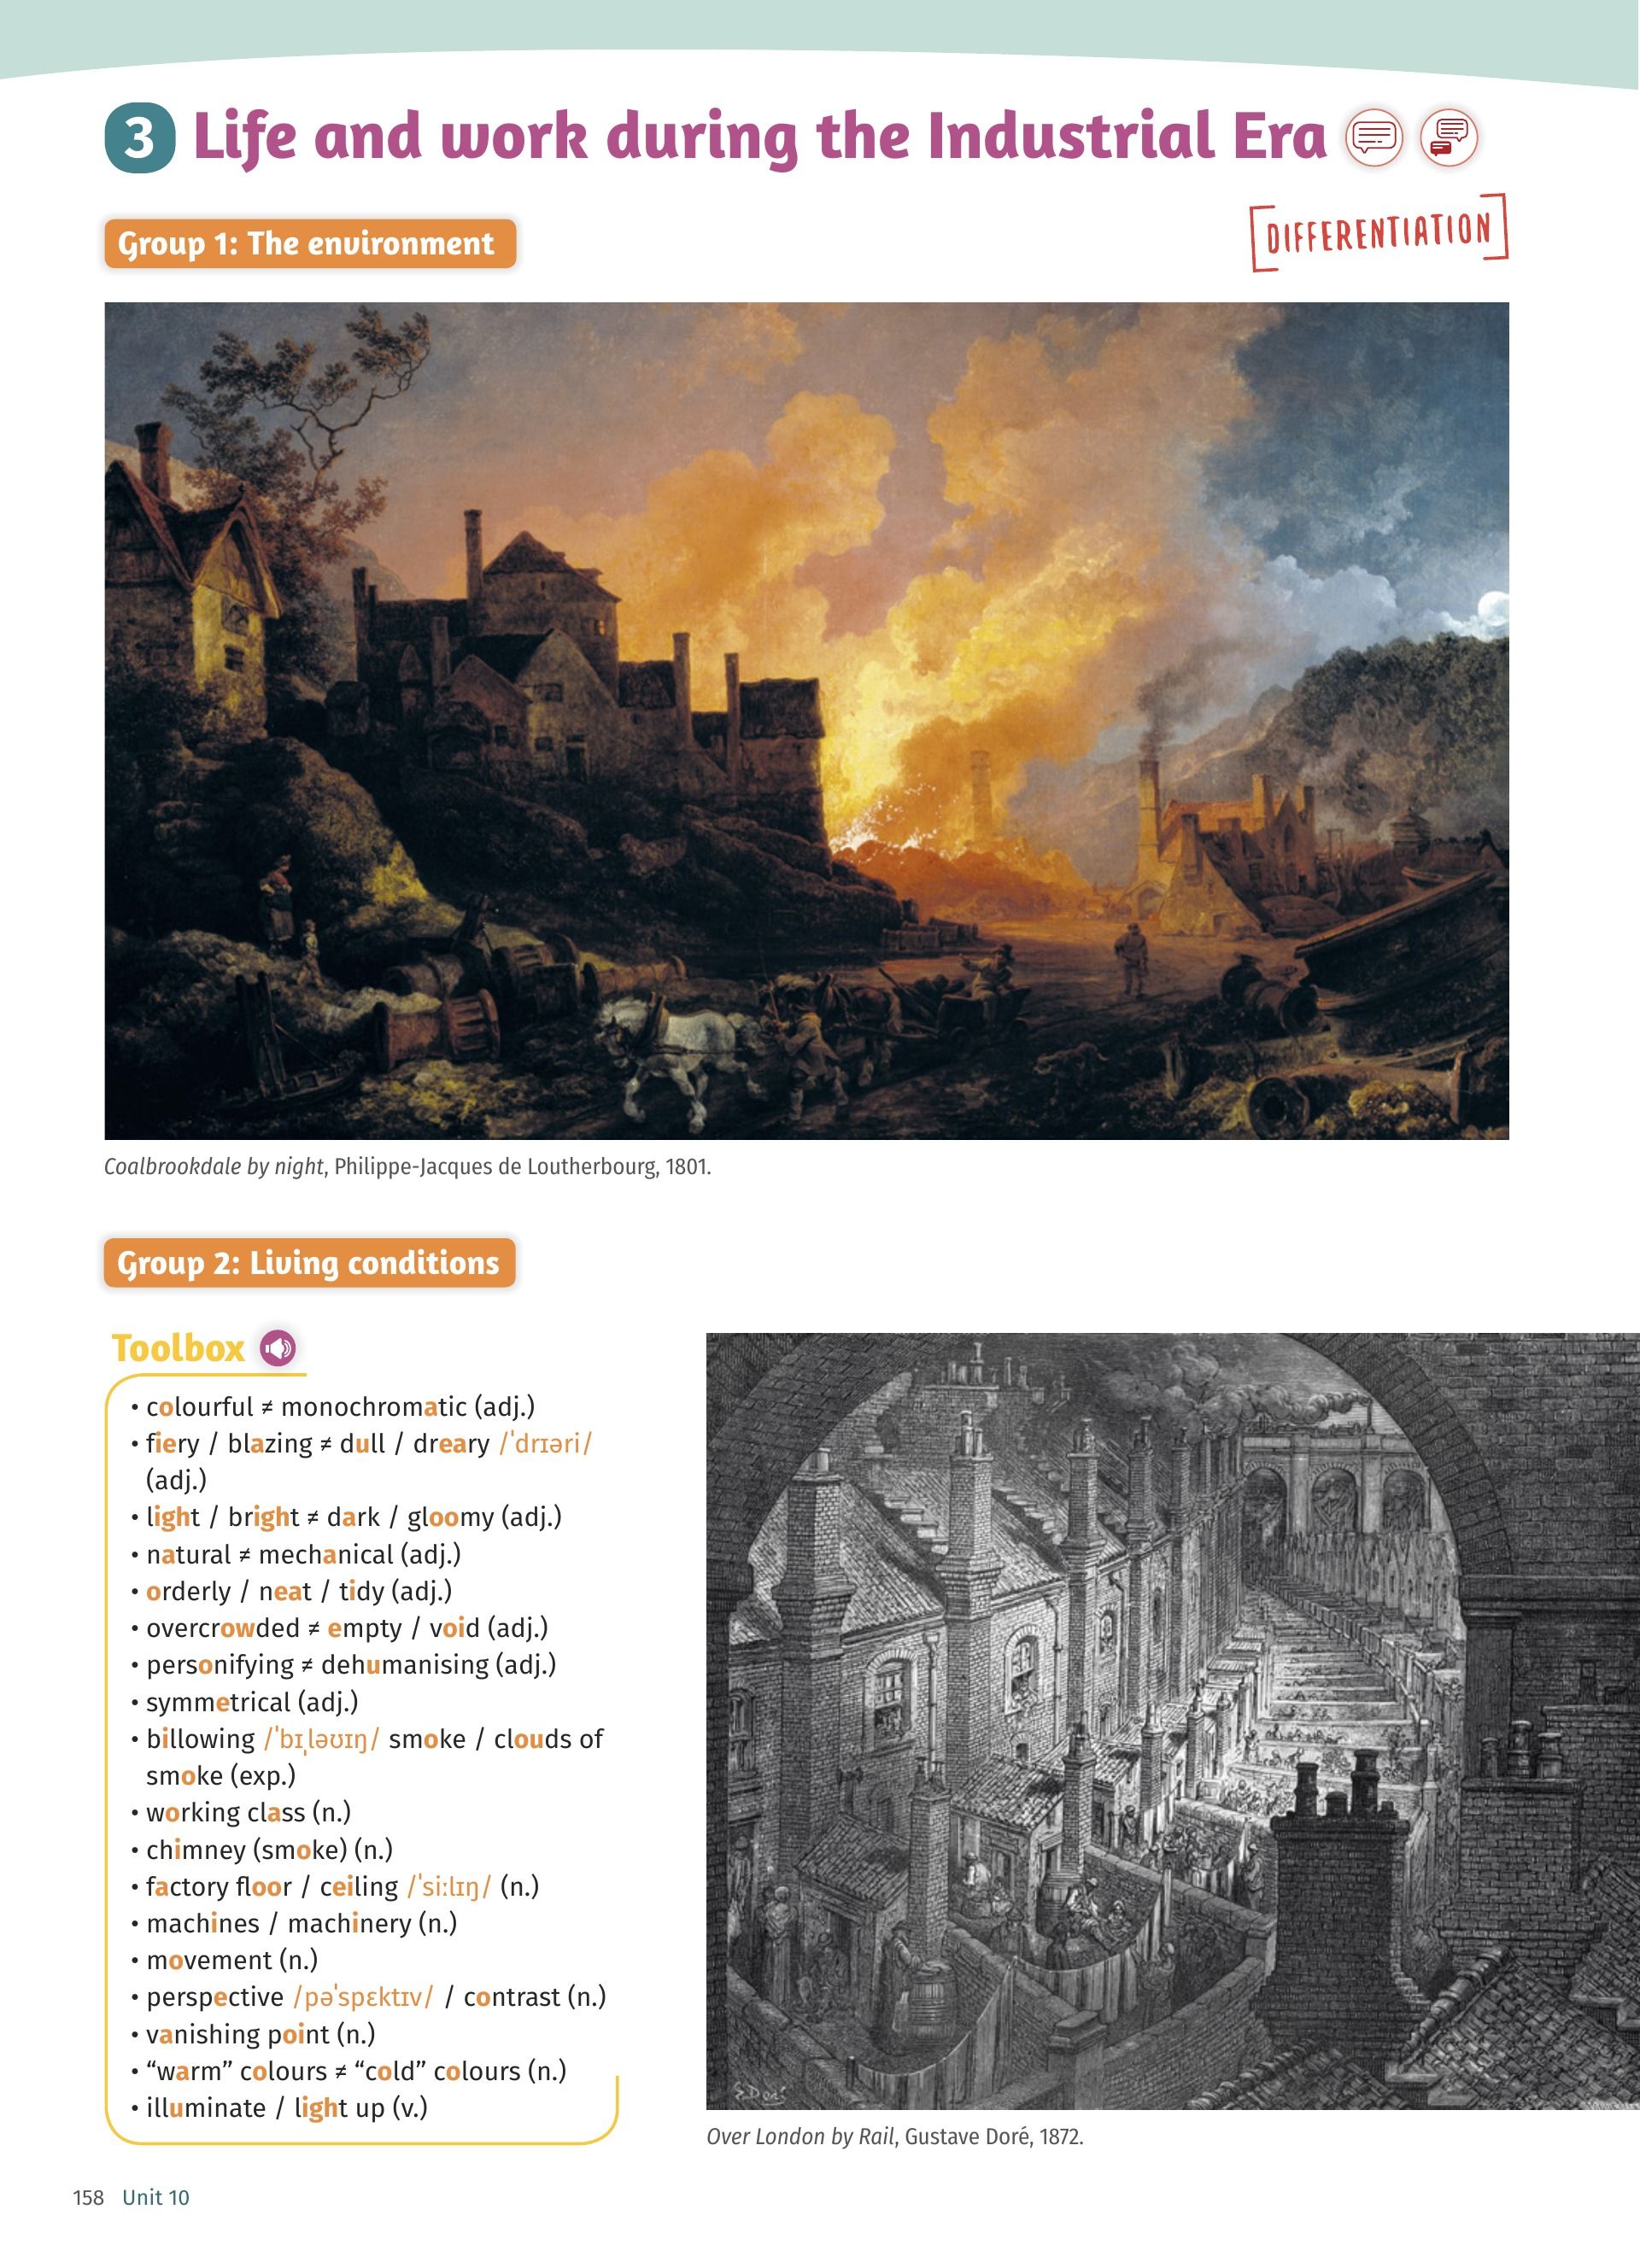 3 Life and work during the Industrial Era
Group 1: The environment
DIFFERENTIATION
Coalbrookdale by night, Philippe-Jacques de Loutherbourg, 1801.
Group 2: Living conditions
Toolbox
• colourful ≠ monochromatic (adj.)
• fiery / blazing ≠ dull / dreary /ˈdrɪəri/
(adj.)
• light / bright ≠ dark / gloomy (adj.)
• natural ≠ mechanical (adj.)
• orderly / neat / tidy (adj.)
• overcrowded ≠ empty / void (adj.)
• personifying ≠ dehumanising (adj.)
• symmetrical (adj.)
• billowing /ˈbɪˌləʊɪŋ/ smoke / clouds of
smoke (exp.)
• working class (n.)
• chimney (smoke) (n.)
• factory floor / ceiling /ˈsiːlɪŋ/ (n.)
• machines / machinery (n.)
• movement (n.)
• perspective /pəˈspɛktɪv/ / contrast (n.)
• vanishing point (n.)
• “warm” colours ≠ “cold” colours (n.)
• illuminate / light up (v.)
G Doré
Over London by Rail, Gustave Doré, 1872.
158 Unit 10